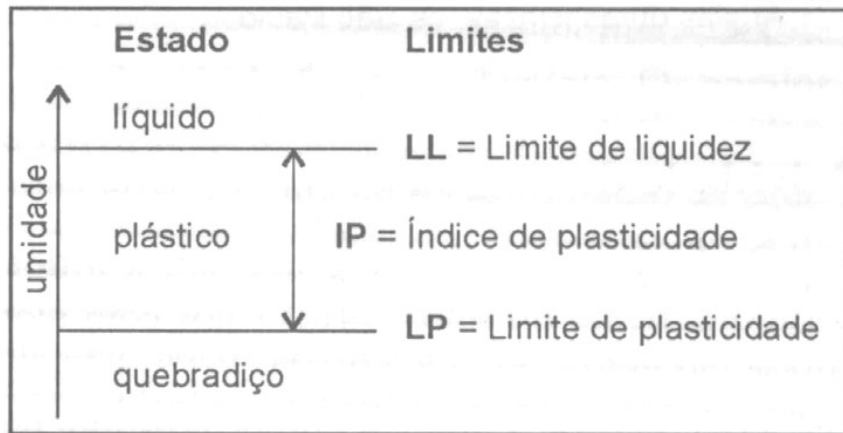 Estado Limites
líquido
LL = Limite de liquidez
umidade
plástico IP = Índice de plasticidade
LP = Limite de plasticidade
quebradiço